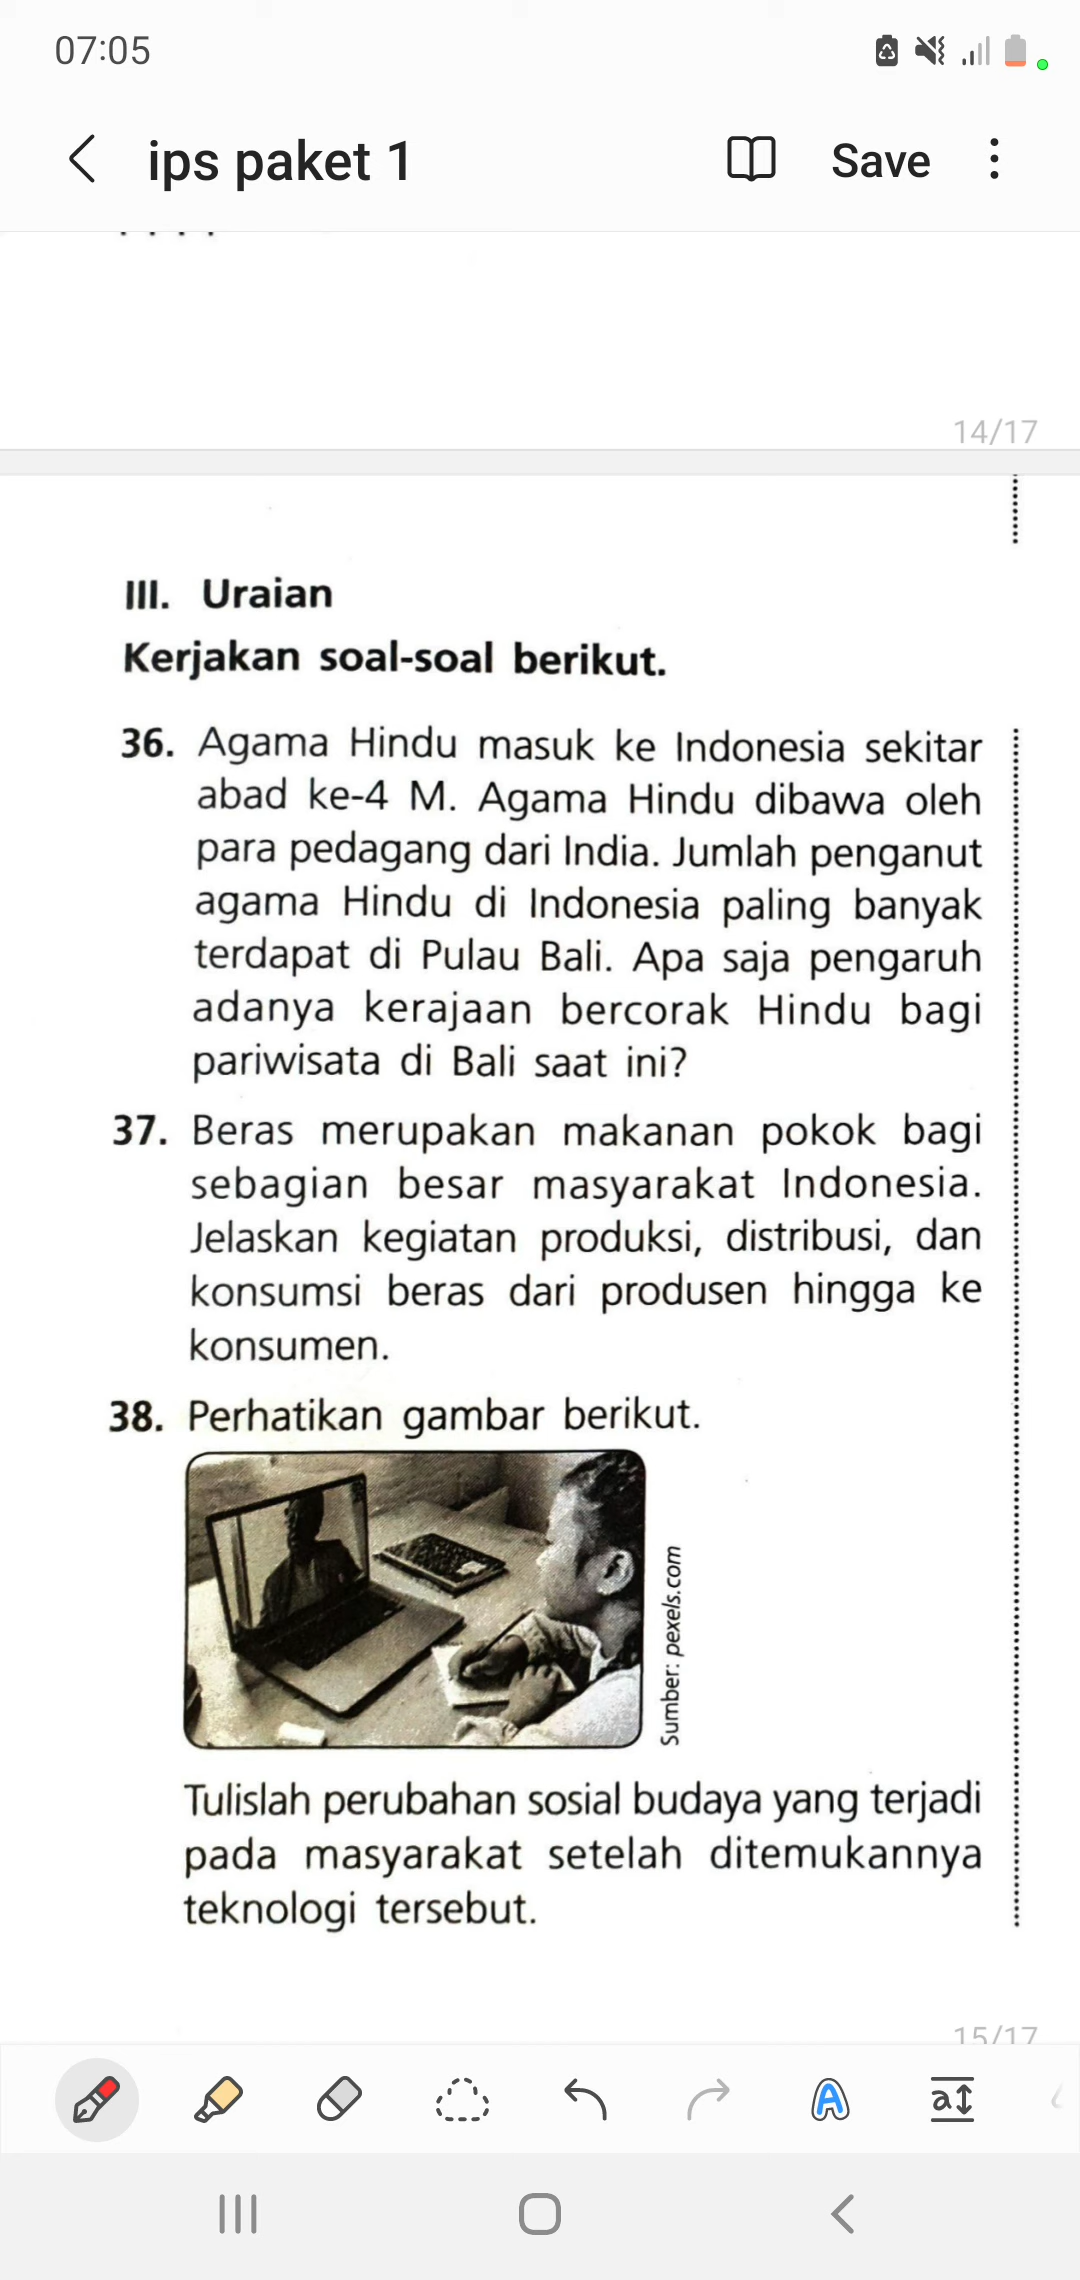 07:05
ips paket 1
Save
14/17
III. Uraian
Kerjakan soal-soal berikut.
36. Agama Hindu masuk ke Indonesia sekitar
abad ke-4 M. Agama Hindu dibawa oleh
para pedagang dari India. Jumlah penganut
agama Hindu di Indonesia paling banyak
terdapat di Pulau Bali. Apa saja pengaruh
adanya kerajaan bercorak Hindu bagi
pariwisata di Bali saat ini?
37. Beras merupakan makanan pokok bagi
sebagian besar masyarakat Indonesia.
Jelaskan kegiatan produksi, distribusi, dan
konsumsi beras dari produsen hingga ke
konsumen.
38. Perhatikan gambar berikut.
Sumber: pexels.com
Tulislah perubahan sosial budaya yang terjadi
pada masyarakat setelah ditemukannya
teknologi tersebut.
15/17
A
a